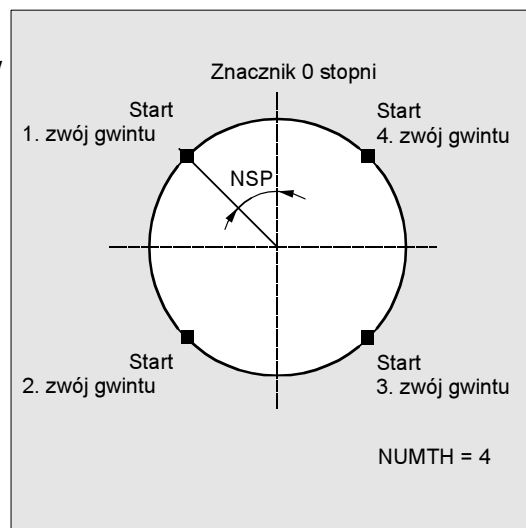 Znacznik 0 stopni
Start
1. zwój gwintu
Start
4. zwój gwintu
NSP
Start
2. zwój gwintu
Start
3. zwój gwintu
NUMTH = 4